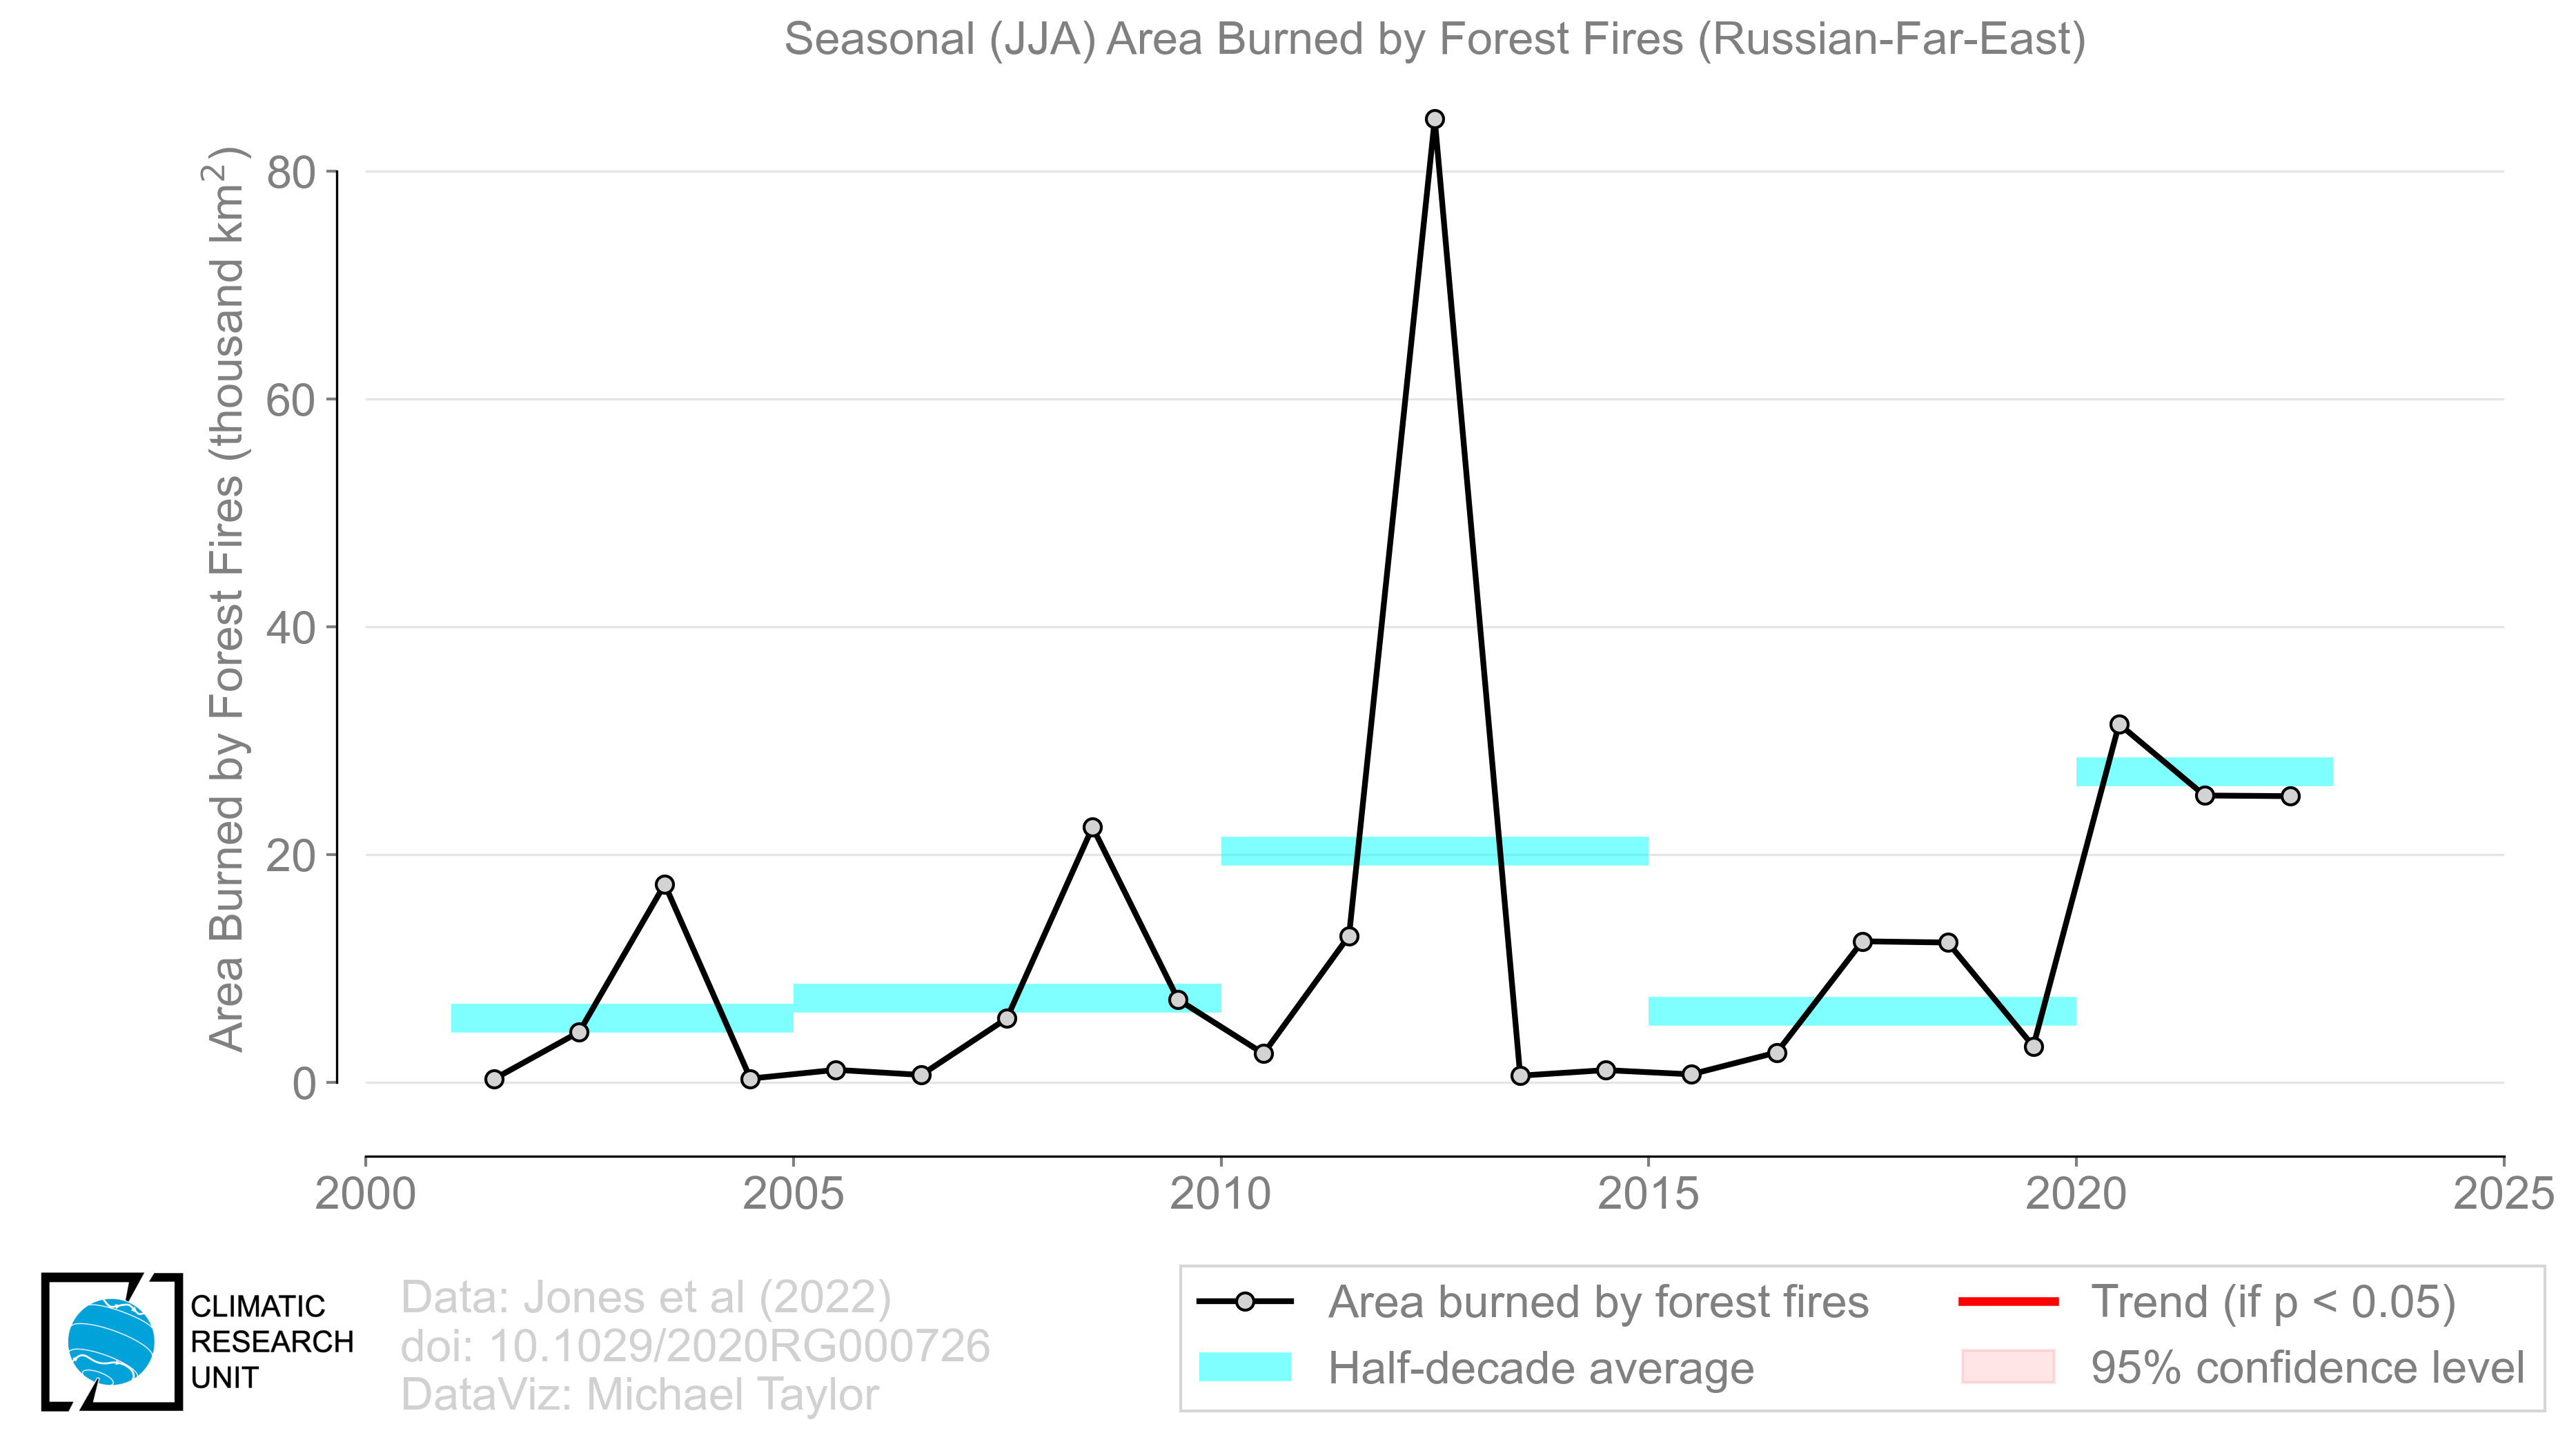 Seasonal (JJA) Area Burned by Forest Fires (Russian-Far-East)
Area Burned by Forest Fires (thousand km²)
80
60
40
20
0
2000 2005 2010 2015 2020 2025
CLIMATIC
RESEARCH
UNIT
Data: Jones et al (2022)
doi: 10.1029/2020RG000726
DataViz: Michael Taylor
Area burned by forest fires
Half-decade average
Trend (if p < 0.05)
95% confidence level